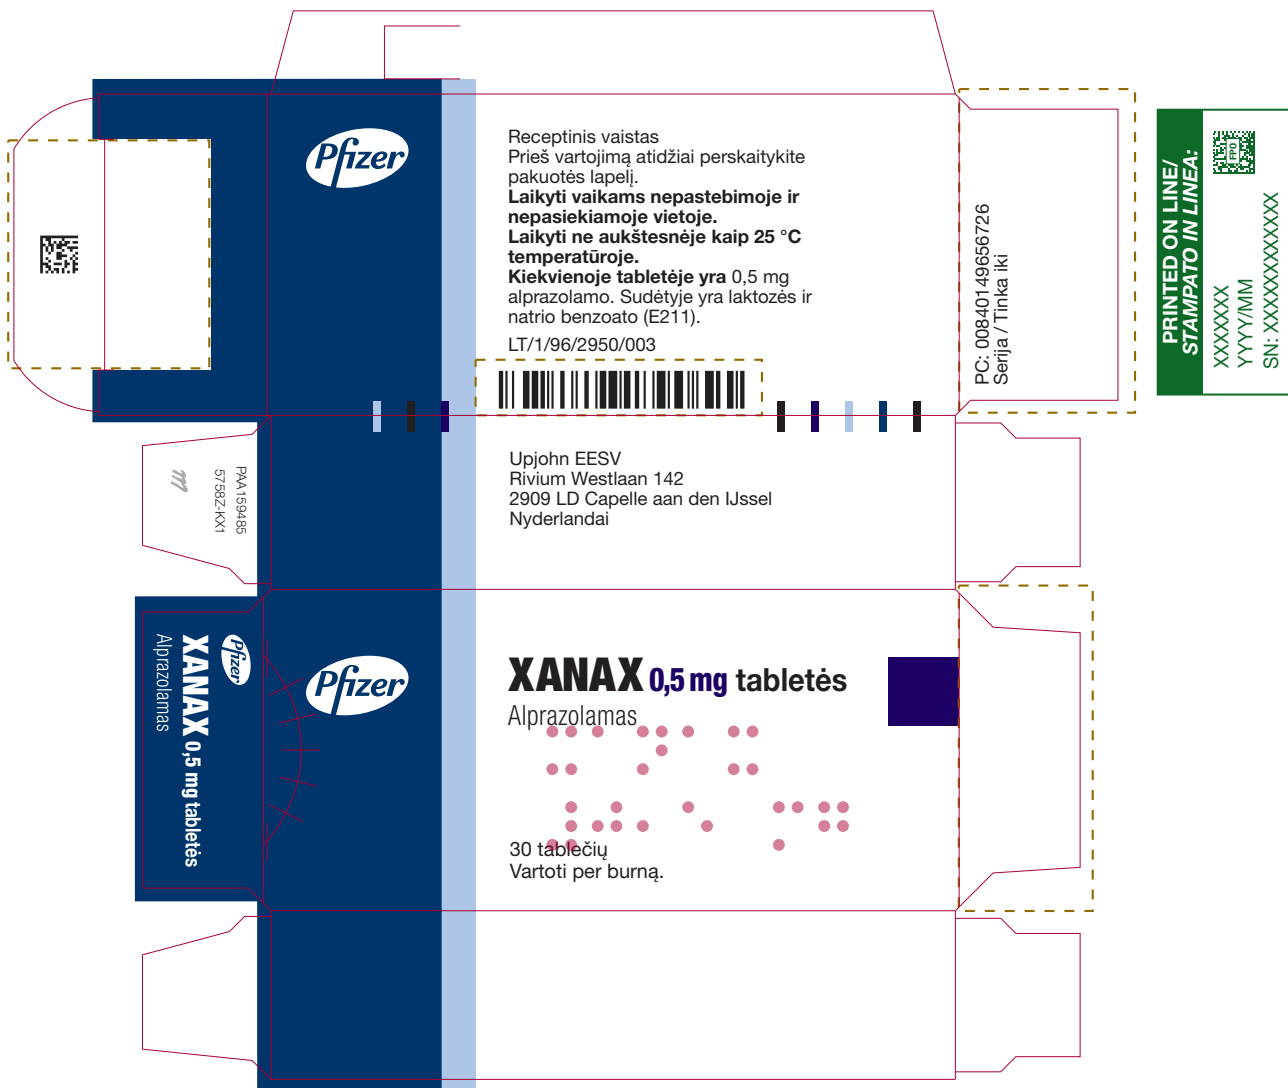 Pfizer
Receptinis vaistas
Prieš vartojimą atidžiai perskaitykite
pakuotės lapelį.
Laikyti vaikams nepastebimoje ir
nepasiekiamoje vietoje.
Laikyti ne aukštesnėje kaip 25 °C
temperatūroje.
Kiekvienoje tabletėje yra 0,5 mg
alprazolamo. Sudėtyje yra laktozės ir
natrio benzoato (E211).
LT/1/96/2950/003
PC: 00840149656726
Serija / Tinka iki
PRINTED ON LINE/
STAMPATO IN LINEA:
FPO
XXXXXXX
YYYY/MM
SN: XXXXXXXXXXXXX
PAA159485
5758Z-KX1
Upjohn EESV
Rivium Westlaan 142
2909 LD Capelle aan den IJssel
Nyderlandai
Pfizer
XANAX 0,5 mg tabletės
Alprazolamas
Pfizer
XANAX 0,5 mg tabletės
Alprazolamas
30 tablečių
Vartoti per burną.